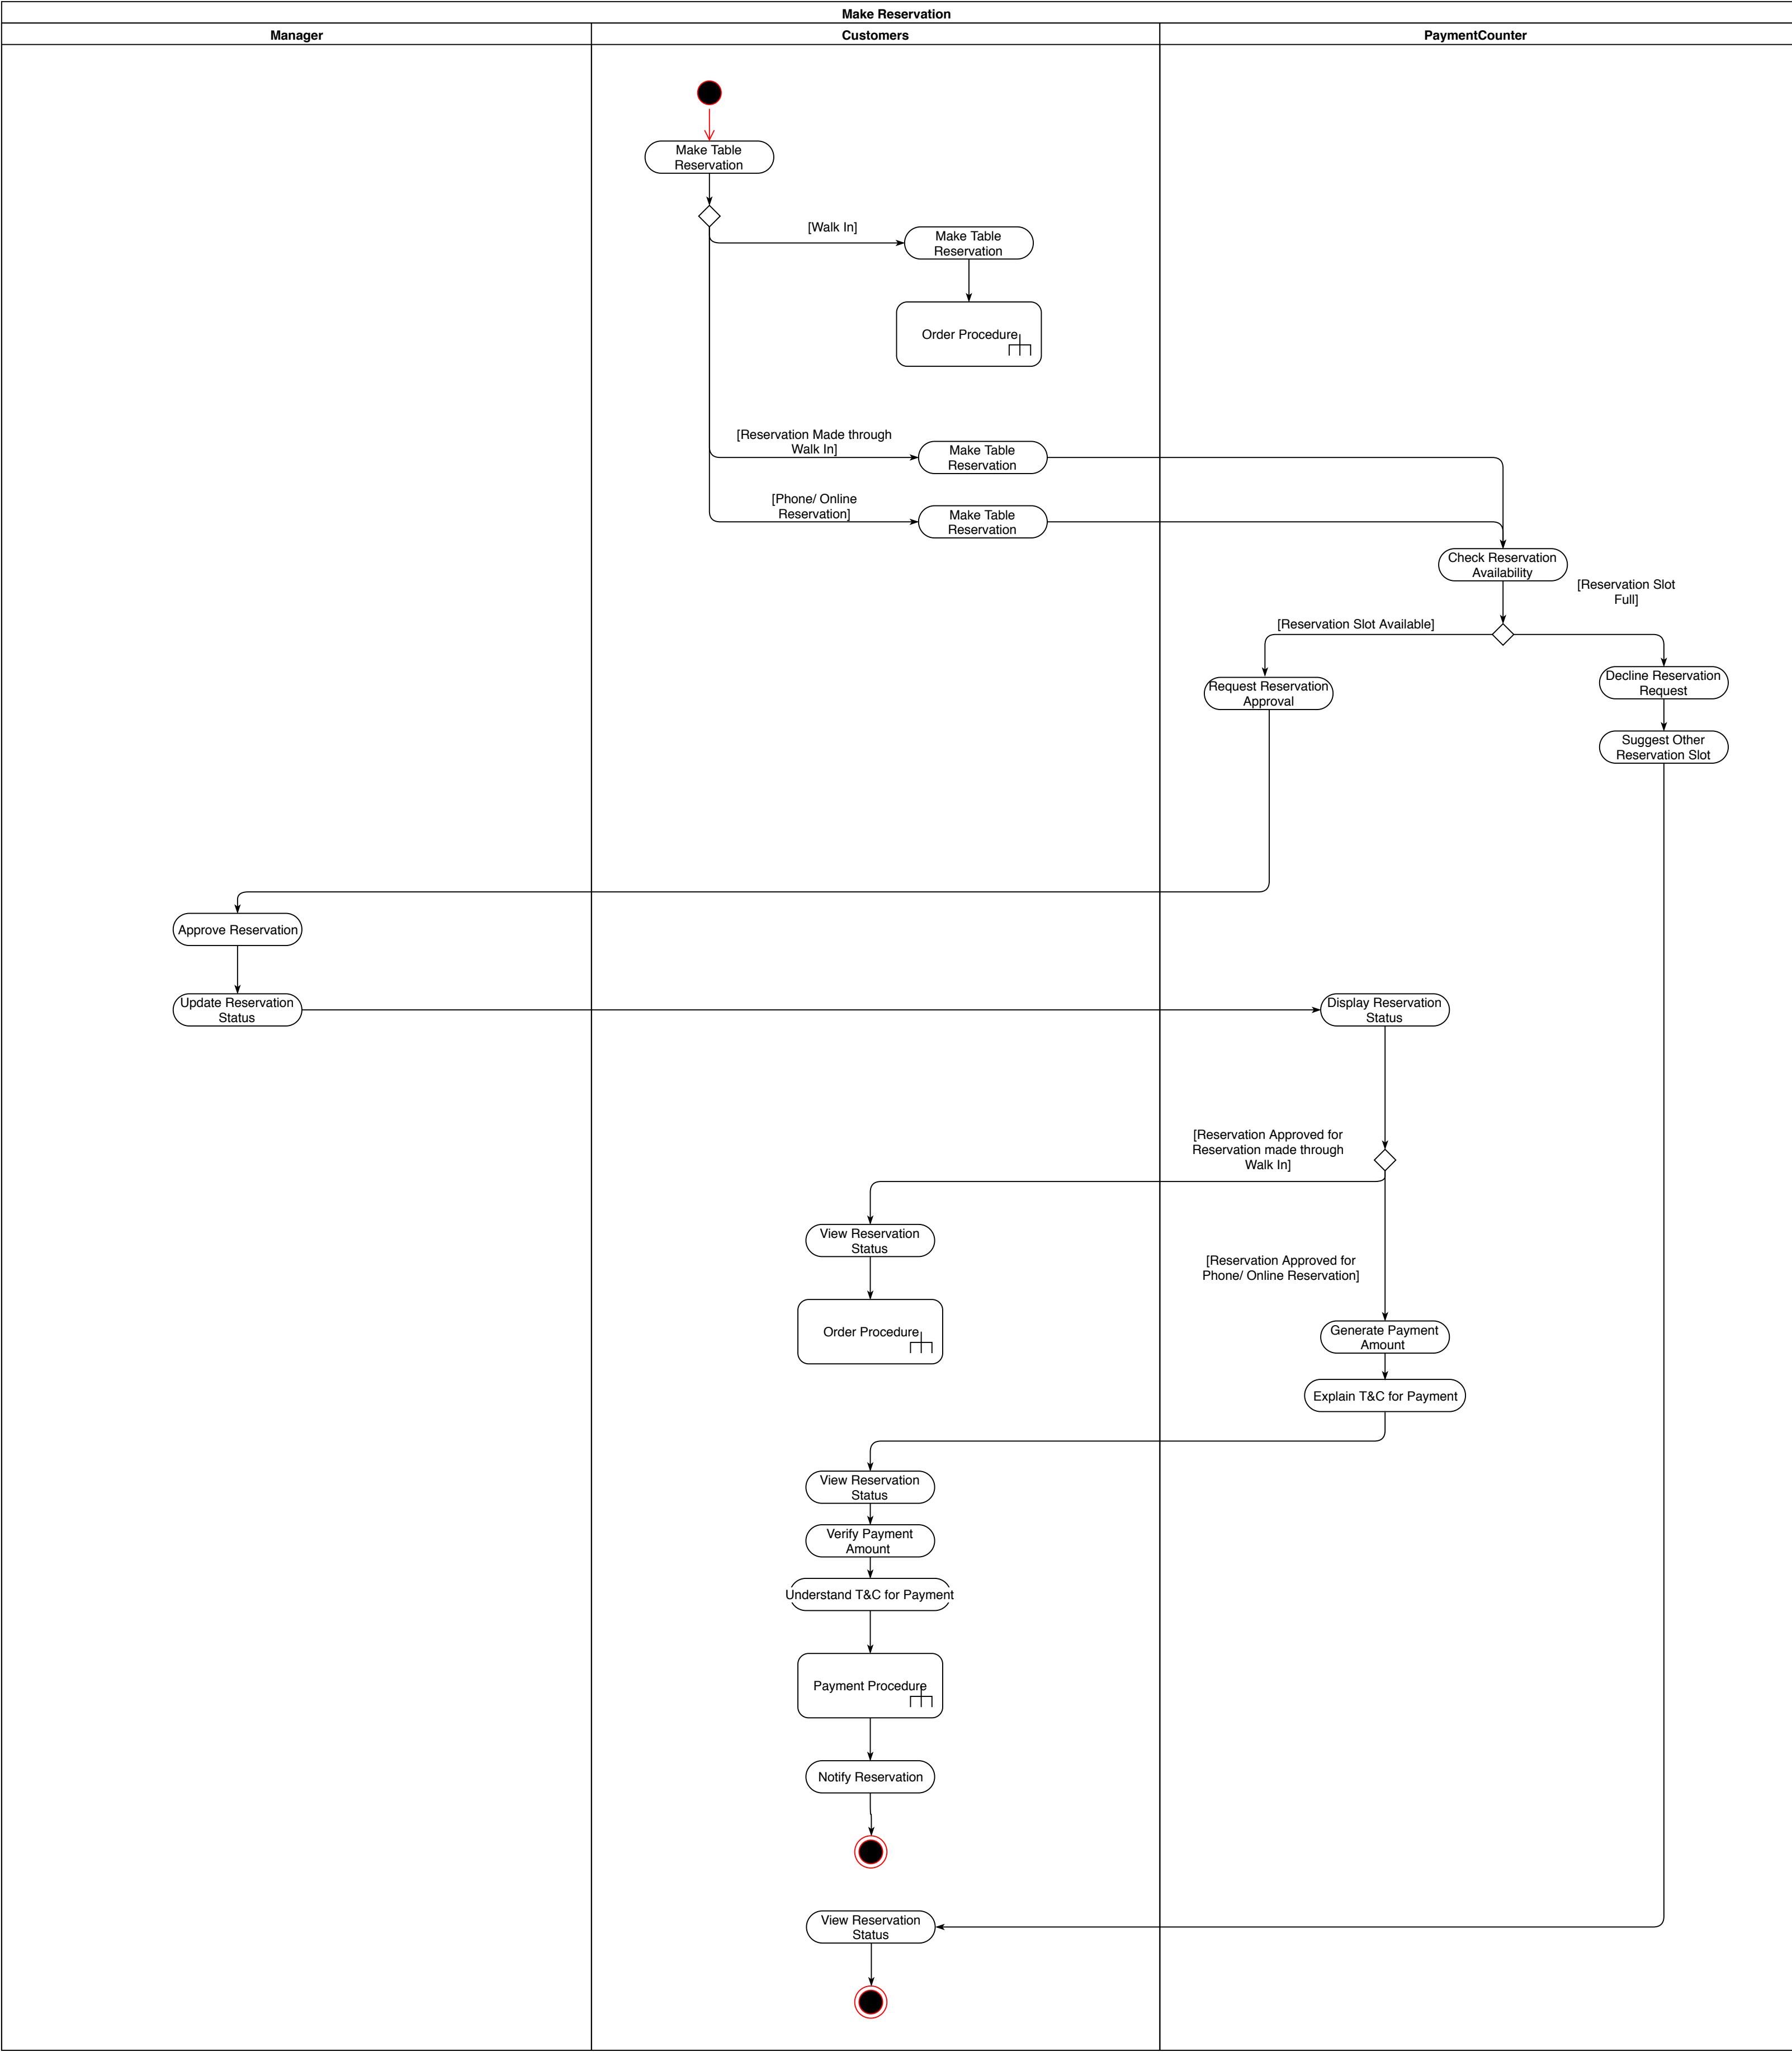 Make Reservation
Manager
Customers
PaymentCounter
Make Table
Reservation
[Walk In]
Make Table
Reservation
Order Procedure
[Reservation Made through
Walk In]
Make Table
Reservation
[Phone/ Online
Reservation]
Make Table
Reservation
Check Reservation
Availability
[Reservation Slot
Full]
[Reservation Slot Available]
Request Reservation
Approval
Decline Reservation
Request
Suggest Other
Reservation Slot
Approve Reservation
Update Reservation
Status
Display Reservation
Status
[Reservation Approved for
Reservation made through
Walk In]
View Reservation
Status
[Reservation Approved for
Phone/ Online Reservation]
Order Procedure
Generate Payment
Amount
Explain T&C for Payment
View Reservation
Status
Verify Payment
Amount
Understand T&C for Payment
Payment Procedure
Notify Reservation
View Reservation
Status